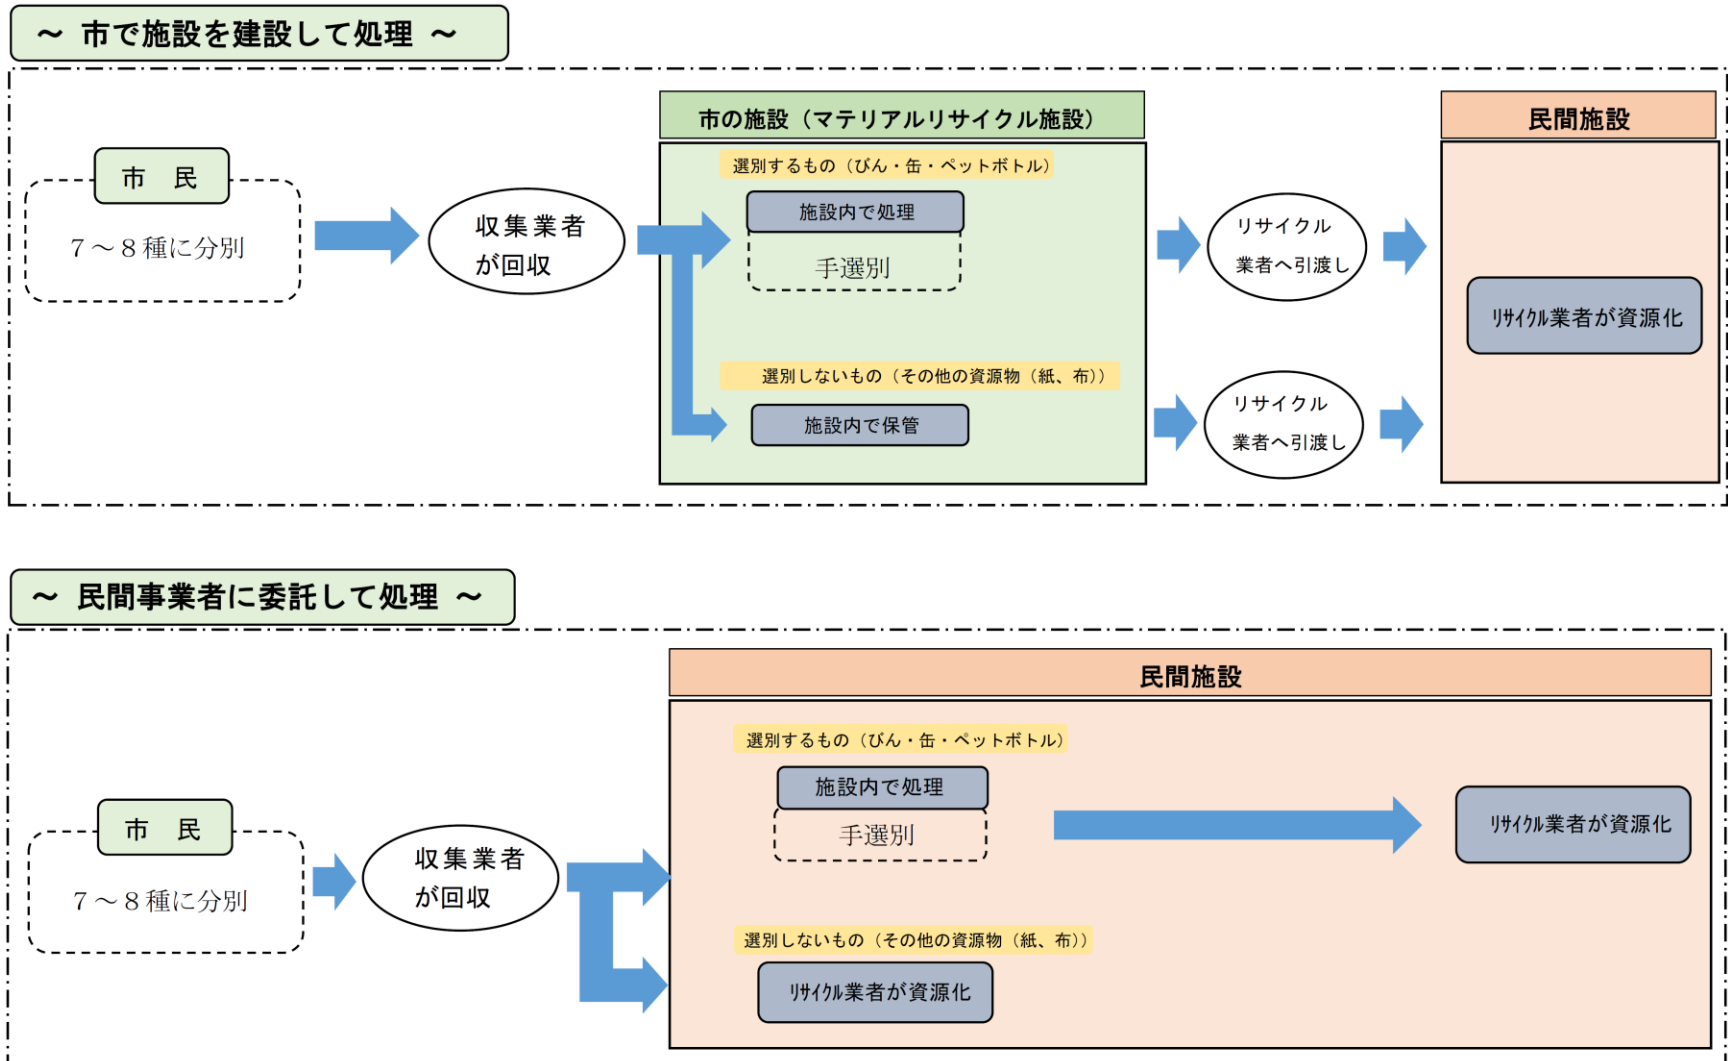 ～ 市で施設を建設して処理 ～
市の施設（マテリアルリサイクル施設）
民間施設
選別するもの（びん・缶・ペットボトル）
市　民
施設内で処理
７～８種に分別
収集業者
が回収
手選別
リサイクル
業者へ引渡し
ﾘｻｲｸﾙ業者が資源化
選別しないもの（その他の資源物（紙、布））
施設内で保管
リサイクル
業者へ引渡し
～ 民間事業者に委託して処理 ～
民間施設
選別するもの（びん・缶・ペットボトル）
施設内で処理
手選別
ﾘｻｲｸﾙ業者が資源化
市　民
７～８種に分別
収集業者
が回収
選別しないもの（その他の資源物（紙、布））
ﾘｻｲｸﾙ業者が資源化